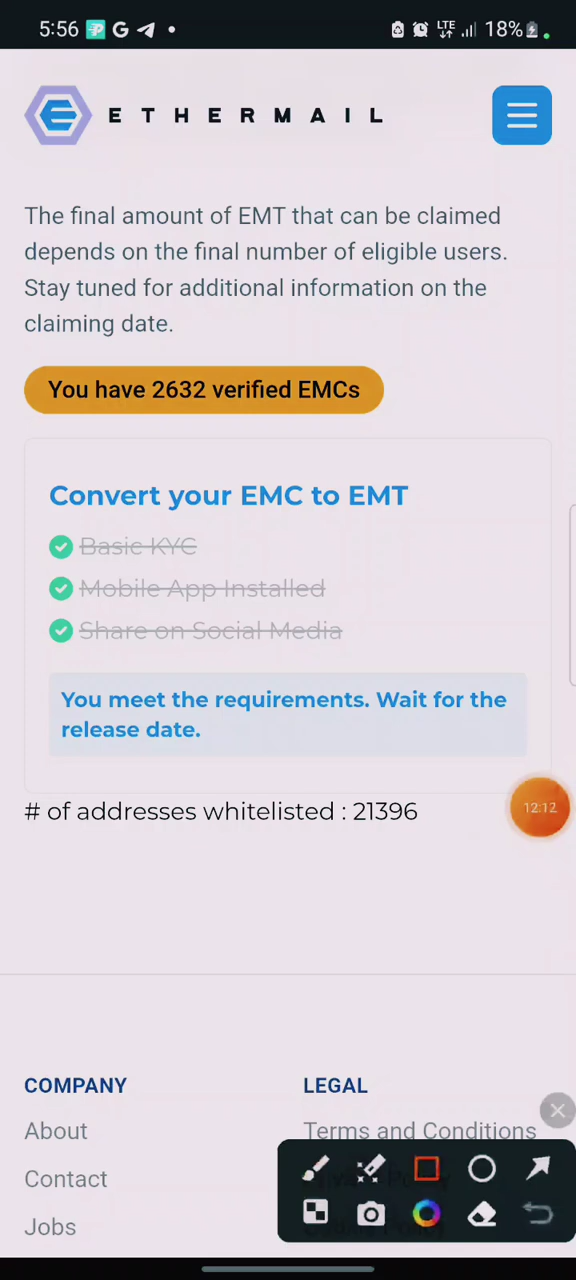 5:56 G LTE 18%
ETHERMAIL
The final amount of EMT that can be claimed
depends on the final number of eligible users.
Stay tuned for additional information on the
claiming date.
You have 2632 verified EMCs
Convert your EMC to EMT
Basic KYC
Mobile App Installed
Share on Social Media
You meet the requirements. Wait for the
release date.
# of addresses whitelisted : 21396
12:12
COMPANY
LEGAL
About
Terms and Conditions
Contact
Jobs